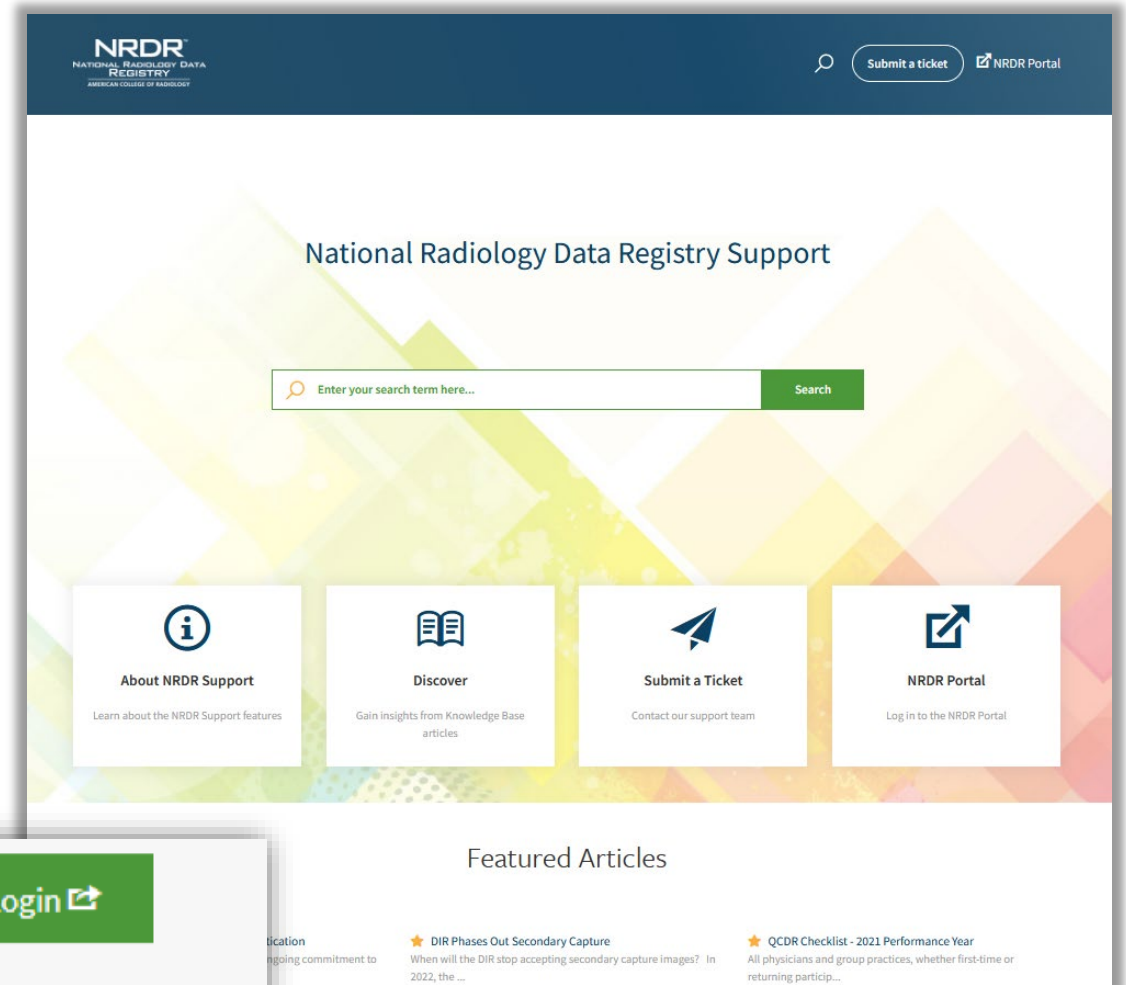 NRDR™
NATIONAL RADIOLOGY DATA
REGISTRY
AMERICAN COLLEGE OF RADIOLOGY
Submit a ticket
NRDR Portal
National Radiology Data Registry Support
Enter your search term here...
Search
About NRDR Support
Learn about the NRDR Support features
Discover
Gain insights from Knowledge Base
articles
Submit a Ticket
Contact our support team
NRDR Portal
Log in to the NRDR Portal
Featured Articles
ogin
tication
ngoing commitment to
DIR Phases Out Secondary Capture
When will the DIR stop accepting secondary capture images? In
2022, the ...
QCDR Checklist - 2021 Performance Year
All physicians and group practices, whether first-time or
returning particip...